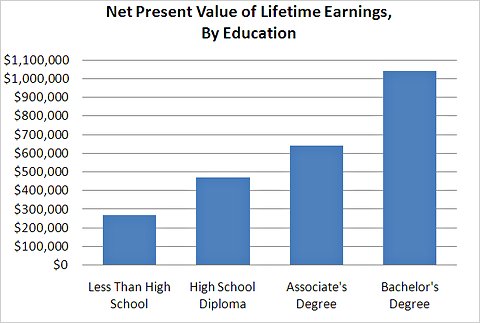 Net Present Value of Lifetime Earnings,
By Education
$1,100,000
$1,000,000
$900,000
$800,000
$700,000
$600,000
$500,000
$400,000
$300,000
$200,000
$100,000
$0
Less Than High
School
High School
Diploma
Associate's
Degree
Bachelor's
Degree